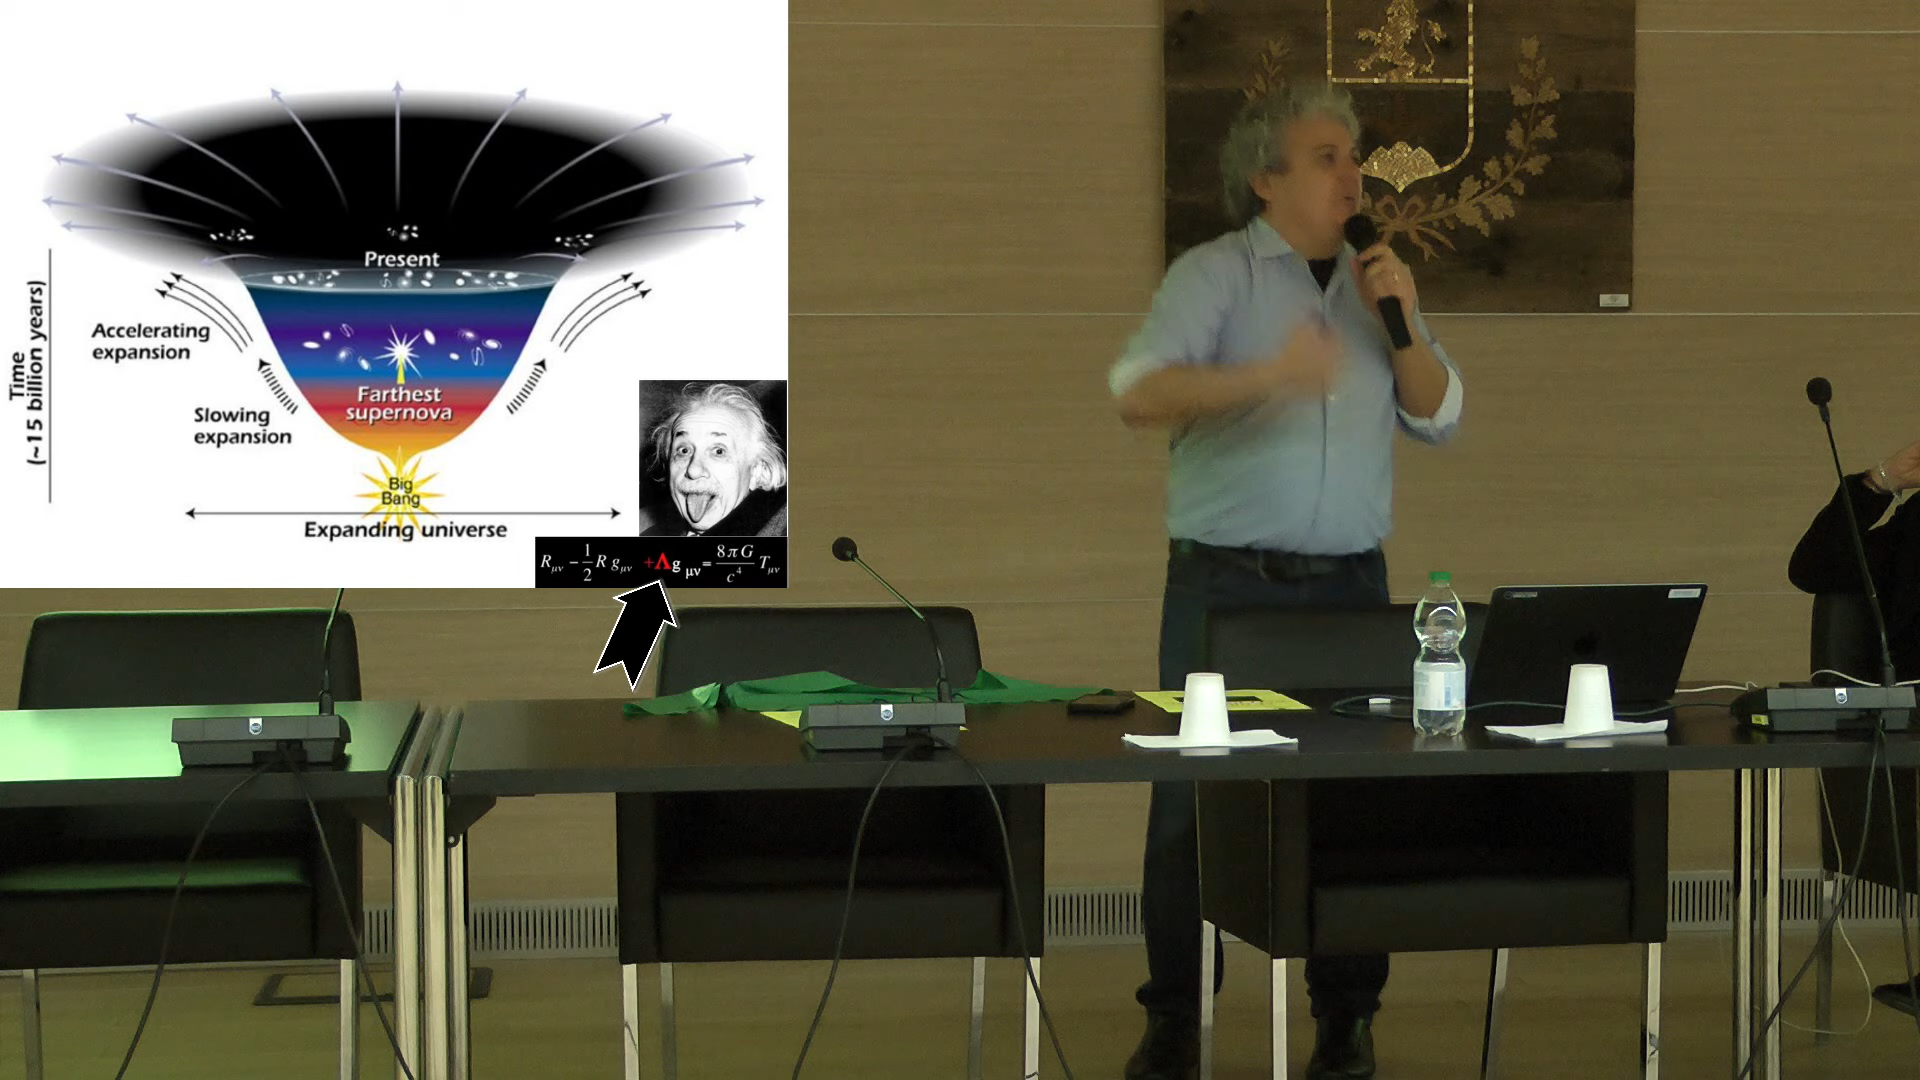 Present
Time
(~15 billion years)
Accelerating
expansion
Farthest
supernova
Slowing
expansion
Big
Bang
Expanding universe
R_μν − 1/2 R g_μν +Λg_μν = 8πG/c⁴ T_μν